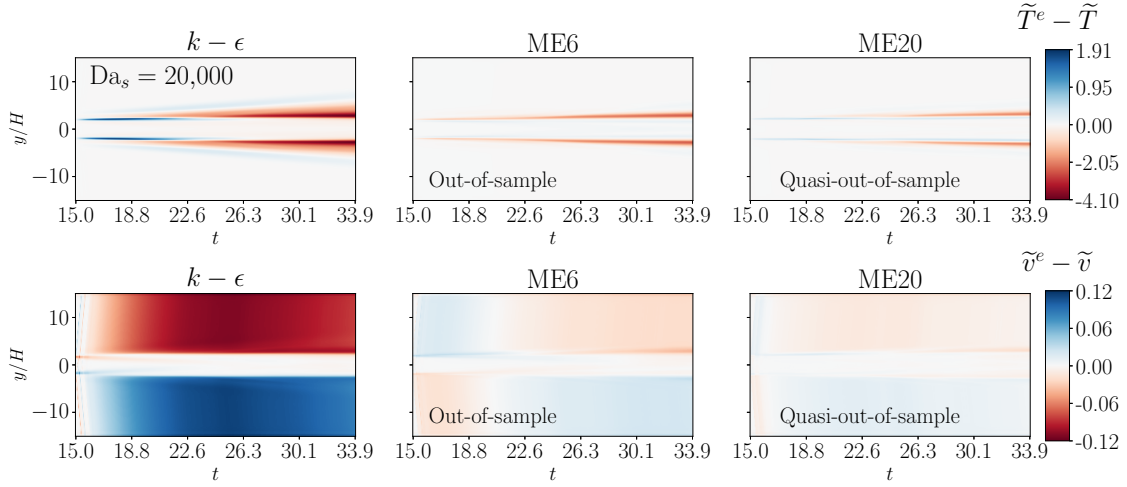 T̃ᵉ − T̃
k − ϵ
ME6
ME20
Daₛ = 20,000
Out-of-sample
Quasi-out-of-sample
y/H
10
0
−10
15.0 18.8 22.6 26.3 30.1 33.9
t
15.0 18.8 22.6 26.3 30.1 33.9
t
15.0 18.8 22.6 26.3 30.1 33.9
t
1.91
0.95
0.00
-2.05
-4.10
ṽᵉ − ṽ
k − ϵ
ME6
ME20
Out-of-sample
Quasi-out-of-sample
y/H
10
0
−10
15.0 18.8 22.6 26.3 30.1 33.9
t
15.0 18.8 22.6 26.3 30.1 33.9
t
15.0 18.8 22.6 26.3 30.1 33.9
t
0.12
0.06
0.00
-0.06
-0.12